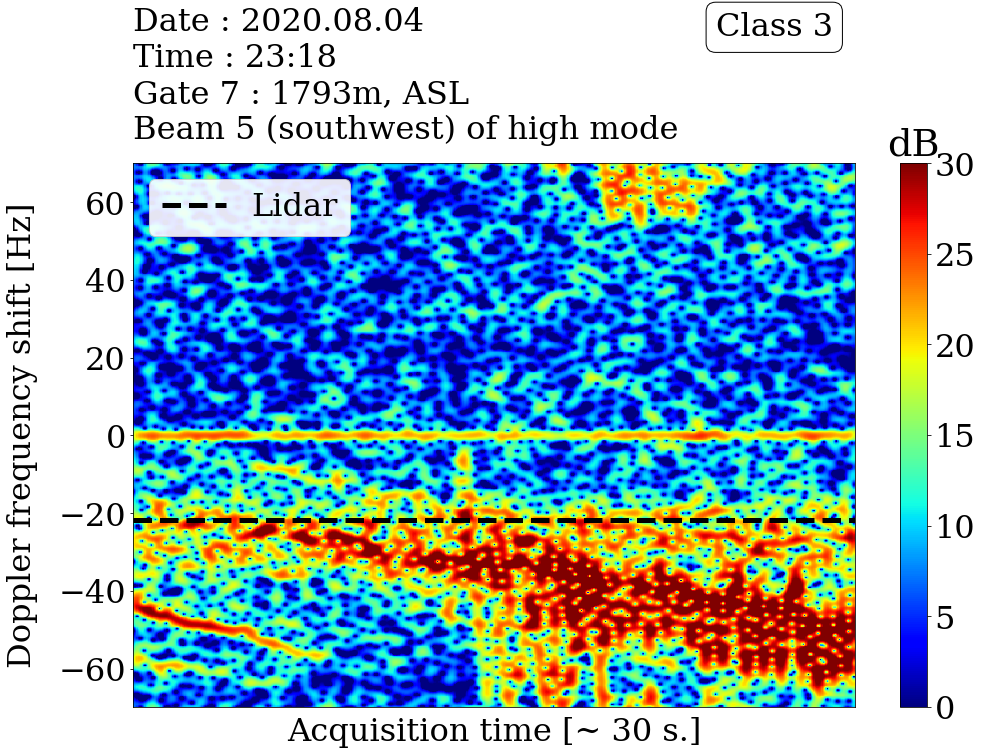 Date : 2020.08.04
Time : 23:18
Gate 7 : 1793m, ASL
Beam 5 (southwest) of high mode
Class 3
dB
Lidar
Doppler frequency shift [Hz]
60
40
20
0
−20
−40
−60
30
25
20
15
10
5
0
Acquisition time [~ 30 s.]